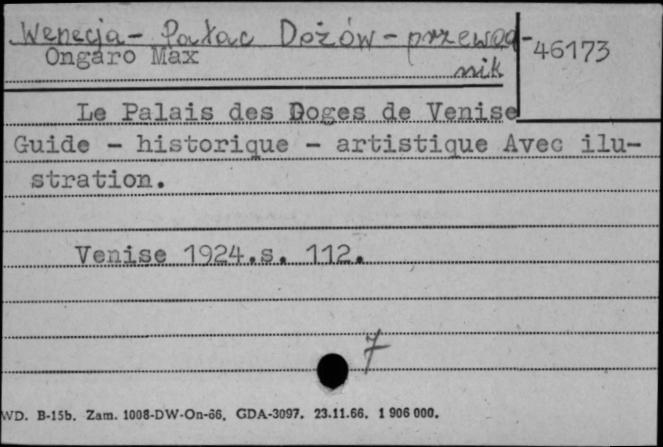 Wenecja - Pałac Dożów - przewod-
nik
46173
Ongaro Max
Le Palais des Doges de Venise
Guide - historique - artistique Avec ilu-
stration.
Venise 1924.s. 112.
7
WD. B-15b. Zam. 1008-DW-On-66. GDA-3097. 23.11.66. 1 906 000.